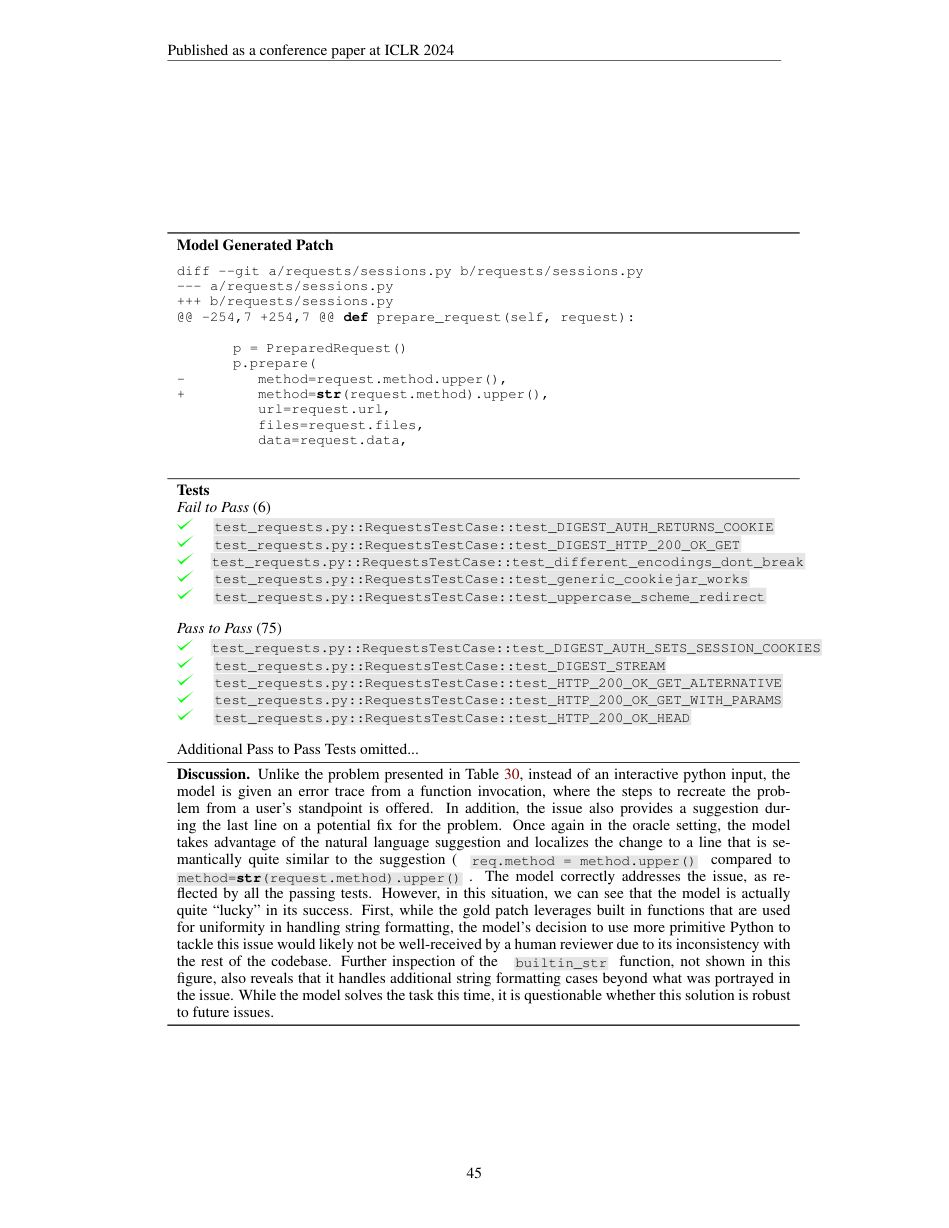 Published as a conference paper at ICLR 2024
Model Generated Patch
diff --git a/requests/sessions.py b/requests/sessions.py
--- a/requests/sessions.py
+++ b/requests/sessions.py
@@ -254,7 +254,7 @@ def prepare_request(self, request):
p = PreparedRequest()
p.prepare(
- method=request.method.upper(),
+ method=str(request.method).upper(),
url=request.url,
files=request.files,
data=request.data,
Tests
Fail to Pass (6)
✓ test_requests.py::RequestsTestCase::test_DIGEST_AUTH_RETURNS_COOKIE
✓ test_requests.py::RequestsTestCase::test_DIGEST_HTTP_200_OK_GET
✓ test_requests.py::RequestsTestCase::test_different_encodings_dont_break
✓ test_requests.py::RequestsTestCase::test_generic_cookiejar_works
✓ test_requests.py::RequestsTestCase::test_uppercase_scheme_redirect
Pass to Pass (75)
✓ test_requests.py::RequestsTestCase::test_DIGEST_AUTH_SETS_SESSION_COOKIES
✓ test_requests.py::RequestsTestCase::test_DIGEST_STREAM
✓ test_requests.py::RequestsTestCase::test_HTTP_200_OK_GET_ALTERNATIVE
✓ test_requests.py::RequestsTestCase::test_HTTP_200_OK_GET_WITH_PARAMS
✓ test_requests.py::RequestsTestCase::test_HTTP_200_OK_HEAD
Additional Pass to Pass Tests omitted...
Discussion. Unlike the problem presented in Table 30, instead of an interactive python input, the
model is given an error trace from a function invocation, where the steps to recreate the prob-
lem from a user's standpoint is offered. In addition, the issue also provides a suggestion dur-
ing the last line on a potential fix for the problem. Once again in the oracle setting, the model
takes advantage of the natural language suggestion and localizes the change to a line that is se-
mantically quite similar to the suggestion ( req.method = method.upper() compared to
method=str(request.method).upper() . The model correctly addresses the issue, as re-
flected by all the passing tests. However, in this situation, we can see that the model is actually
quite “lucky” in its success. First, while the gold patch leverages built in functions that are used
for uniformity in handling string formatting, the model's decision to use more primitive Python to
tackle this issue would likely not be well-received by a human reviewer due to its inconsistency with
the rest of the codebase. Further inspection of the builtin_str function, not shown in this
figure, also reveals that it handles additional string formatting cases beyond what was portrayed in
the issue. While the model solves the task this time, it is questionable whether this solution is robust
to future issues.
45